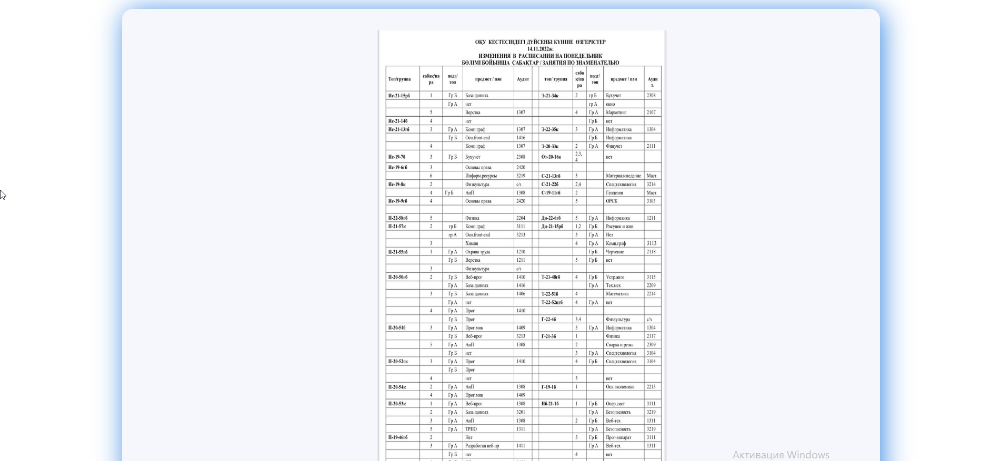 ОҚУ КЕСТЕСІНДЕГІ ДҮЙСЕНБІ КҮНІНЕ ӨЗГЕРІСТЕР
14.11.2022ж.
ИЗМЕНЕНИЯ В РАСПИСАНИИ НА ПОНЕДЕЛЬНИК
БӨЛІМІ БОЙЫНША САБАҚТАР / ЗАНЯТИЯ ПО ЗНАМЕНАТЕЛЬЮ
Топ/группа сабақ/пара подг/топ предмет / пән Аудит топ/ группа сабақ/пара подг/топ предмет / пән Аудит.
Ис-21-15рб 1 Гр Б База данных Э-21-34к 2 гр Б Бухучет 2308
Гр А нет гр А окно
5 Верстка 1307 4 Гр А Маркетинг 2107
Ис-21-14б 4 нет Гр Б нет
Ис-21-13гб 3 Гр А Комп.граф 1307 Э-22-35к 3 Гр А Информатика 1304
Гр Б Осн.front-end 1416 Гр Б Информатика
4 Комп.граф 1307 Э-20-33к 2 Гр А Финучет 2111
Ис-19-7б 3 Гр Б Бухучет 2308 От-20-16к 2,3,4 нет
Ис-19-6гб 3 Основы права 2420
6 Информ.ресурсы 3219 С-21-13гб 5 Материаловедение Маст.
Ис-19-8к 2 Физкультура с/з С-21-22б 2,4 Спецтехнология 3214
4 Гр Б АиП 1308 С-19-11гб 2 Геодезия Маст.
Ис-19-9гб 4 Основы права 2420 5 ОРСК 3103
П-22-58гб 5 Физика 2204 Ди-22-6гб 5 Гр А Информаика 1211
П-21-57к 2 гр Б Комп.граф 3111 Ди-21-15рб 1,2 Гр Б Рисунок и жив.
гр А Осн.front-end 3213 3 Гр А Нет
3 Химия 4 Гр А Комп.граф 3113
П-21-55гб 1 Гр А Охрана труда 1210 Гр Б Черчение 2118
Гр Б Верстка 1211 5 Гр Б нет
3 Физкультура с/з
П-20-50гб 2 Гр Б Веб-прог 1410 Т-21-48гб 4 Гр Б Устр.авто 3115
Гр А База данных 1416 Гр А Тех.мех 2209
3 Гр Б База данных 1406 Т-22-51б 4 Математика 2214
Гр А нет Т-22-52цгб 4 Гр А нет
4 Гр А Прог 1410
Гр Б Прог Г-22-4б 3,4 Физкультура с/з
П-20-51б 3 Гр А Прог.мик 1409 5 Гр А Информатика 1304
Гр Б Веб-прог 3213 Г-21-3б 1 Физика 2117
5 Гр А АиП 1308 2 Сварка и резка 2309
Гр Б нет 3 Гр А Спецтехнология 3104
П-20-52гк 3 Гр А Прог 1410 4 Гр Б Спецтехнология 3104
Гр Б Прог
4 нет 5 нет
П-20-54к 2 Гр А АиП 1308 Г-19-1б 1 Осн.экономики 2213
4 Гр А Прог.мик 1409
П-20-53к 1 Гр А Веб-прог 1308 Иб-21-1б 1 Гр Б Опер.сист 3111
2 Гр А База данных 3201 Гр А Безопасность 3219
3 Гр А АиП 1308 2 Гр Б Веб-тех 1311
5 Гр А ТРПО 1311 Гр А Безопасность 3219
П-19-46гб 2 Нет 3 Гр Б Прог-аппарат 3111
3 Гр А Разработка веб-пр 1411 Гр А Веб-тех 1311
Гр Б нет 4 нет
Активация Windows